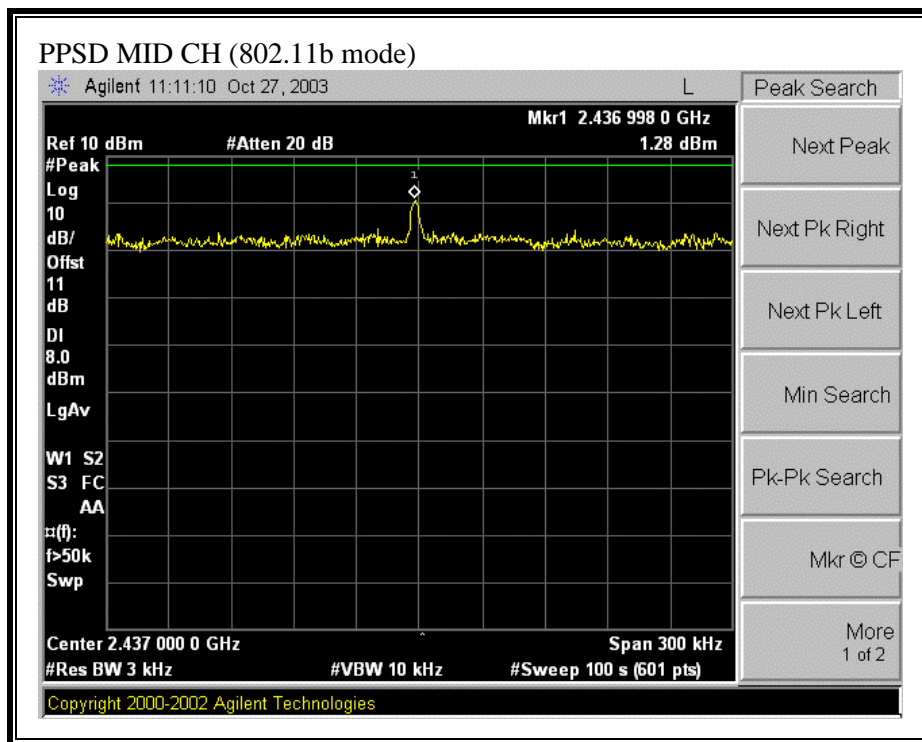 PPSD MID CH (802.11b mode)
Agilent 11:11:10 Oct 27, 2003 L
Peak Search
Mkr1 2.436 998 0 GHz
Ref 10 dBm #Atten 20 dB 1.28 dBm
#Peak
Log
10
dB/
Offst
11
dB
DI
8.0
dBm
LgAv
W1 S2
S3 FC
AA
¤(f):
f>50k
Swp
1
Center 2.437 000 0 GHz Span 300 kHz
#Res BW 3 kHz #VBW 10 kHz #Sweep 100 s (601 pts)
Copyright 2000-2002 Agilent Technologies
Next Peak
Next Pk Right
Next Pk Left
Min Search
Pk-Pk Search
Mkr © CF
More
1 of 2